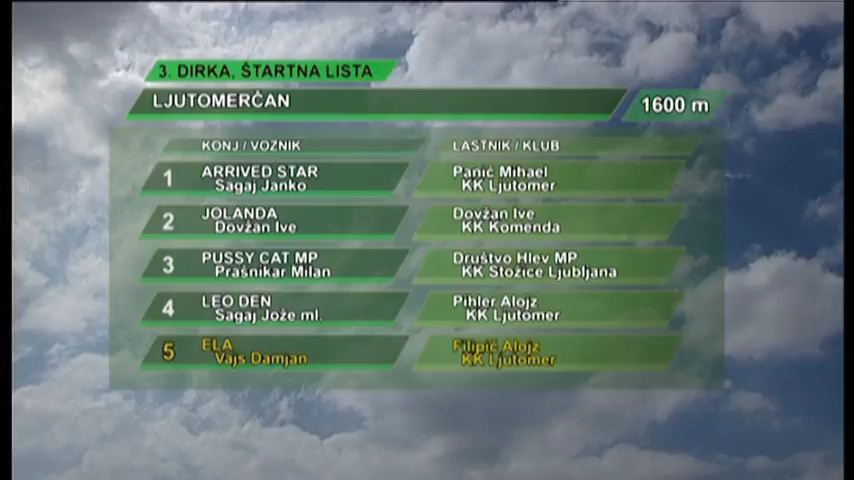 3. DIRKA, ŠTARTNA LISTA
LJUTOMERČAN 1600 m
KONJ / VOZNIK LASTNIK / KLUB
1 ARRIVED STAR Panič Mihael
Sagaj Janko KK Ljutomer
2 JOLANDA Dovžan Ive
Dovžan Ive KK Komenda
3 PUSSY CAT MP Društvo Hlev MP
Prašnikar Milan KK Stožice Ljubljana
4 LEO DEN Pihler Alojz
Sagaj Jože ml. KK Ljutomer
5 ELA Filipič Alojz
Vajs Damjan KK Ljutomer